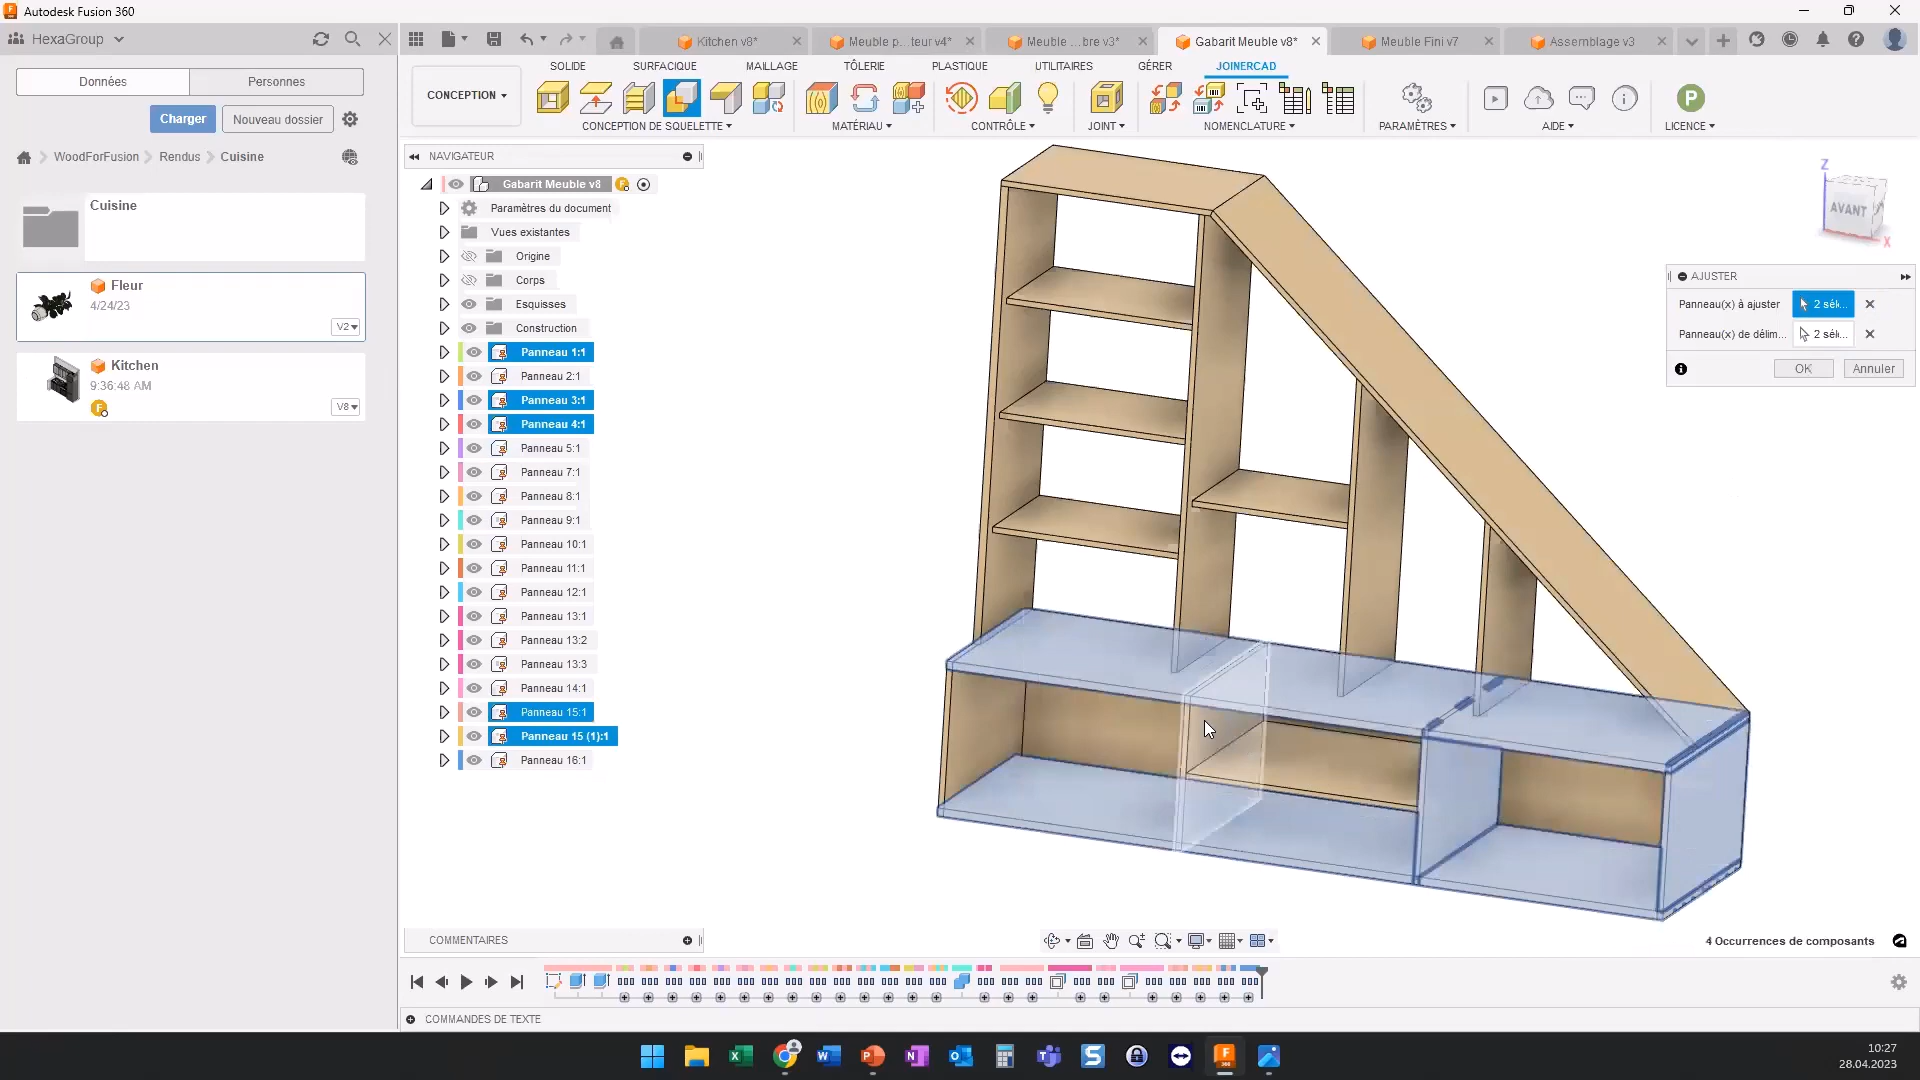 Autodesk Fusion 360
HexaGroup
Données
Personnes
Charger
Nouveau dossier
WoodForFusion
Rendus
Cuisine
Cuisine
Fleur
4/24/23
V2
Kitchen
9:36:48 AM
V8
Kitchen v8*
Meuble p...teur v4*
Meuble ...bre v3*
Gabarit Meuble v8*
Meuble Fini v7
Assemblage v3
SOLIDE
SURFACIQUE
MAILLAGE
TÔLERIE
PLASTIQUE
UTILITAIRES
GÉRER
JOINERCAD
CONCEPTION
CONCEPTION DE SQUELETTE
MATÉRIAU
CONTRÔLE
JOINT
NOMENCLATURE
PARAMÈTRES
AIDE
LICENCE
NAVIGATEUR
Gabarit Meuble v8
Paramètres du document
Vues existantes
Origine
Corps
Esquisses
Construction
Panneau 1:1
Panneau 2:1
Panneau 3:1
Panneau 4:1
Panneau 5:1
Panneau 7:1
Panneau 8:1
Panneau 9:1
Panneau 10:1
Panneau 11:1
Panneau 12:1
Panneau 13:1
Panneau 13:2
Panneau 13:3
Panneau 14:1
Panneau 15:1
Panneau 15 (1):1
Panneau 16:1
Z
AVANT
X
AJUSTER
Panneau(x) à ajuster
2 sél...
Panneau(x) de délim...
2 sél...
OK
Annuler
COMMENTAIRES
4 Occurrences de composants
COMMANDES DE TEXTE
10:27
28.04.2023